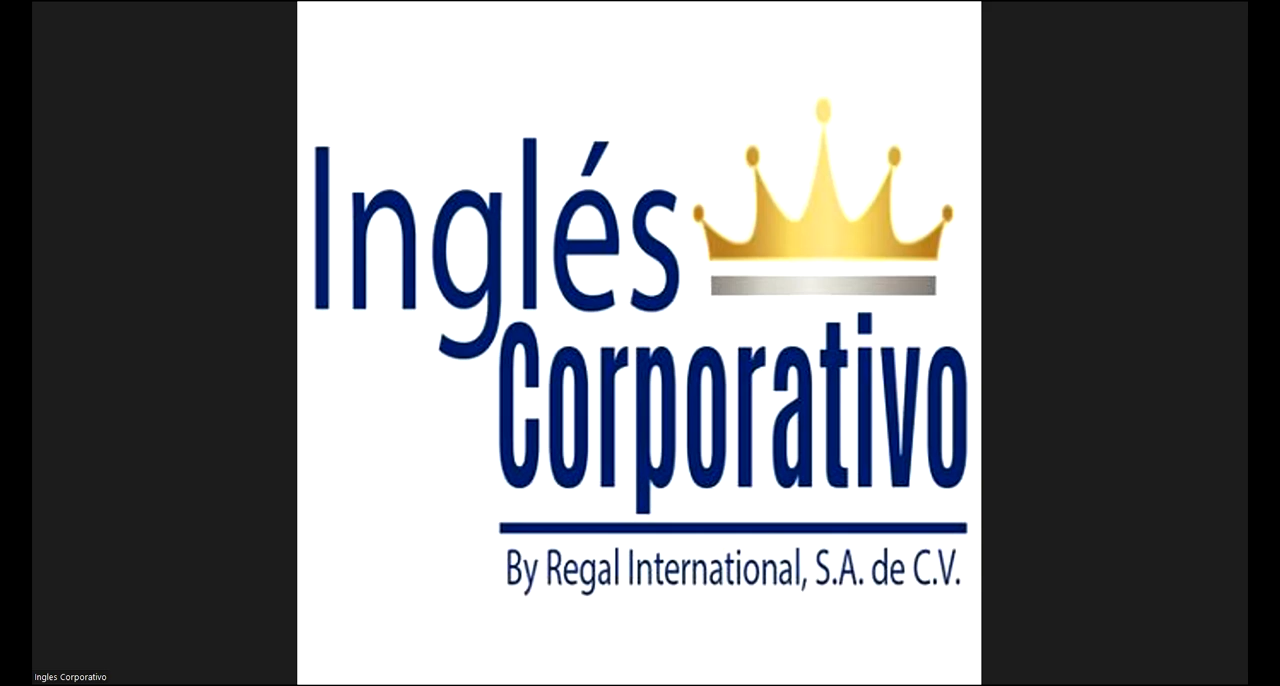 Inglés
Corporativo
By Regal International, S.A. de C.V.
Ingles Corporativo